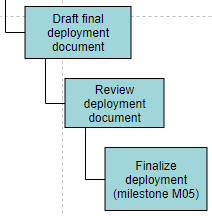 Draft final
deployment
document
Review
deployment
document
Finalize
deployment
(milestone M05)